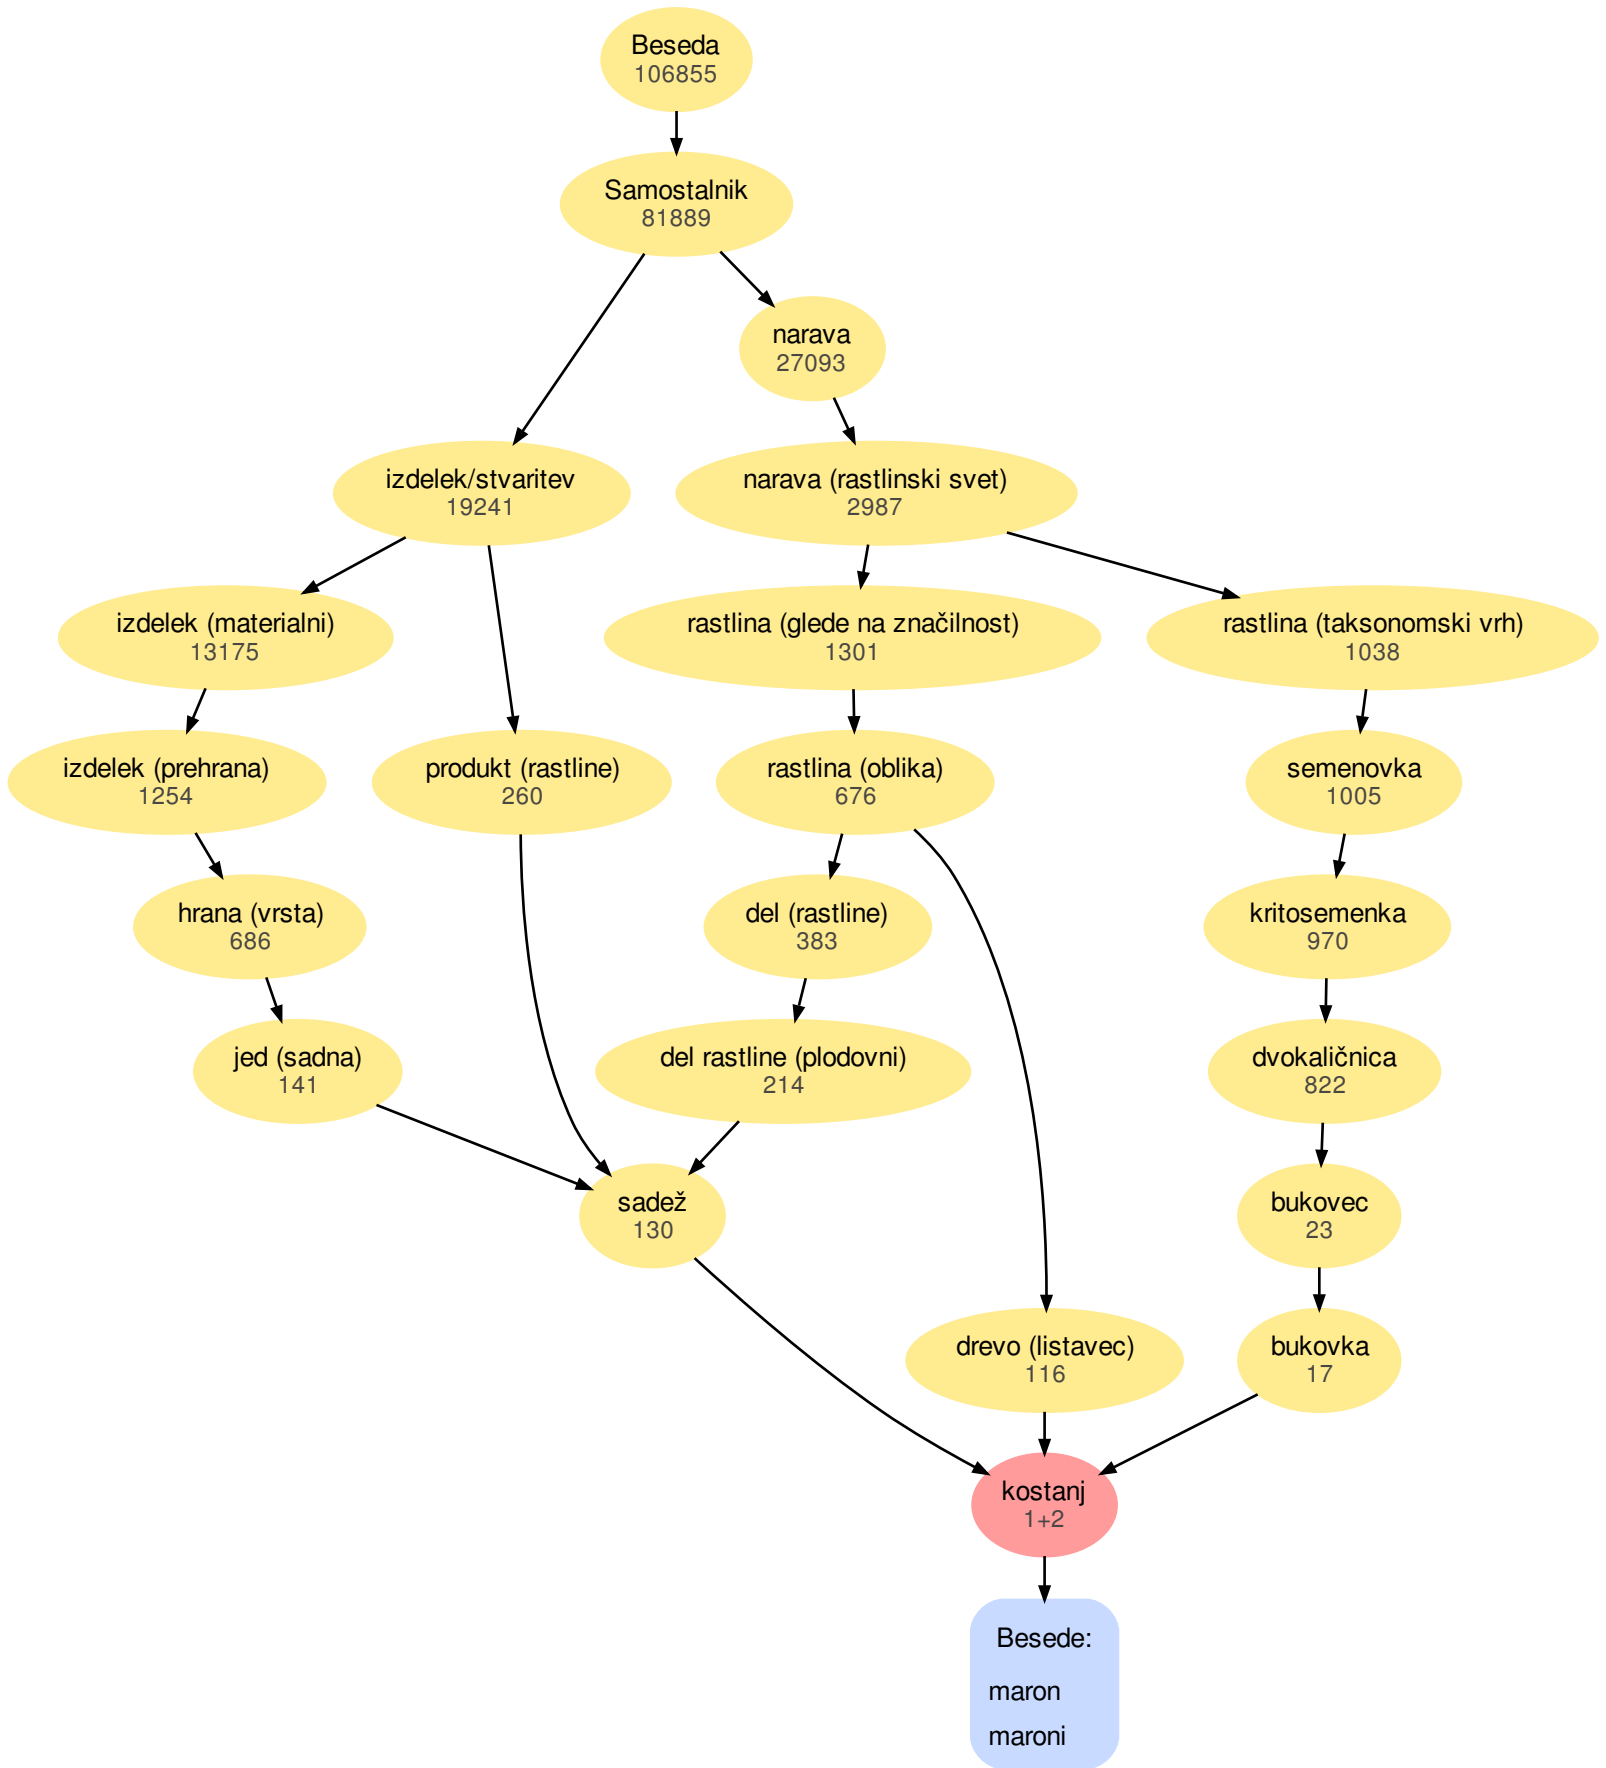 Beseda
106855
Samostalnik
81889
narava
27093
izdelek/stvaritev
19241
narava (rastlinski svet)
2987
izdelek (materialni)
13175
rastlina (glede na značilnost)
1301
rastlina (taksonomski vrh)
1038
izdelek (prehrana)
1254
produkt (rastline)
260
rastlina (oblika)
676
semenovka
1005
hrana (vrsta)
686
del (rastline)
383
kritosemenka
970
jed (sadna)
141
del rastline (plodovni)
214
dvokaličnica
822
sadež
130
bukovec
23
drevo (listavec)
116
bukovka
17
kostanj
1+2
Besede:
maron
maroni